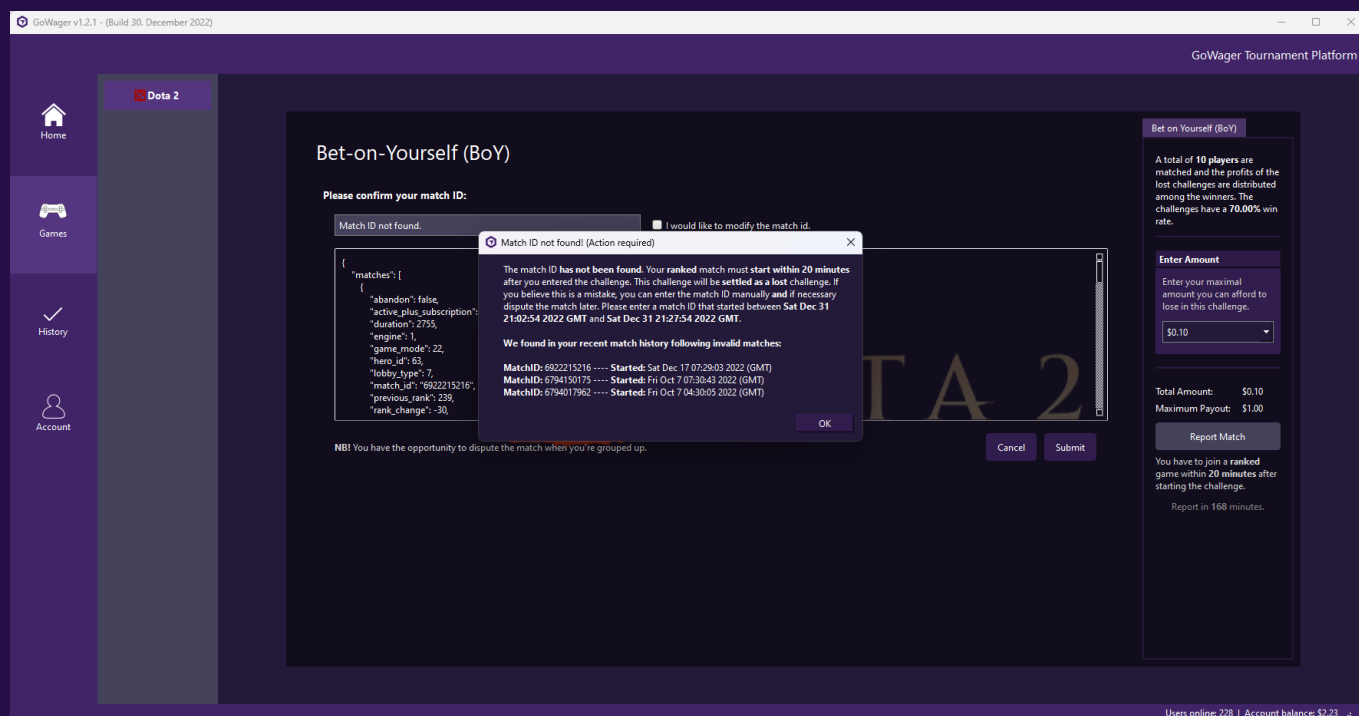 GoWager v1.2.1 - (Build 30. December 2022)
GoWager Tournament Platform
Home
Games
History
Account
Dota 2
Bet-on-Yourself (BoY)
Please confirm your match ID:
Match ID not found.
I would like to modify the match id.
{
"matches": [
{
"abandon": false,
"active_plus_subscription":
"duration": 2755,
"engine": 1,
"game_mode": 22,
"hero_id": 63,
"lobby_type": 7,
"match_id": "6922215216",
"previous_rank": 239,
"rank_change": -30,
TA 2
Match ID not found! (Action required)
The match ID has not been found. Your ranked match must start within 20 minutes
after you entered the challenge. This challenge will be settled as a lost challenge. If
you believe this is a mistake, you can enter the match ID manually and if necessary
dispute the match later. Please enter a match ID that started between Sat Dec 31
21:02:54 2022 GMT and Sat Dec 31 21:27:54 2022 GMT.
We found in your recent match history following invalid matches:
MatchID: 6922215216 ---- Started: Sat Dec 17 07:29:03 2022 (GMT)
MatchID: 6794150175 ---- Started: Fri Oct 7 07:30:43 2022 (GMT)
MatchID: 6794017962 ---- Started: Fri Oct 7 04:30:05 2022 (GMT)
OK
NB! You have the opportunity to dispute the match when you're grouped up.
Cancel
Submit
Bet on Yourself (BoY)
A total of 10 players are
matched and the profits of the
lost challenges are distributed
among the winners. The
challenges have a 70.00% win
rate.
Enter Amount
Enter your maximal
amount you can afford to
lose in this challenge.
$0.10
Total Amount: $0.10
Maximum Payout: $1.00
Report Match
You have to join a ranked
game within 20 minutes after
starting the challenge.
Report in 168 minutes.
Users online: 228 | Account balance: $2.23